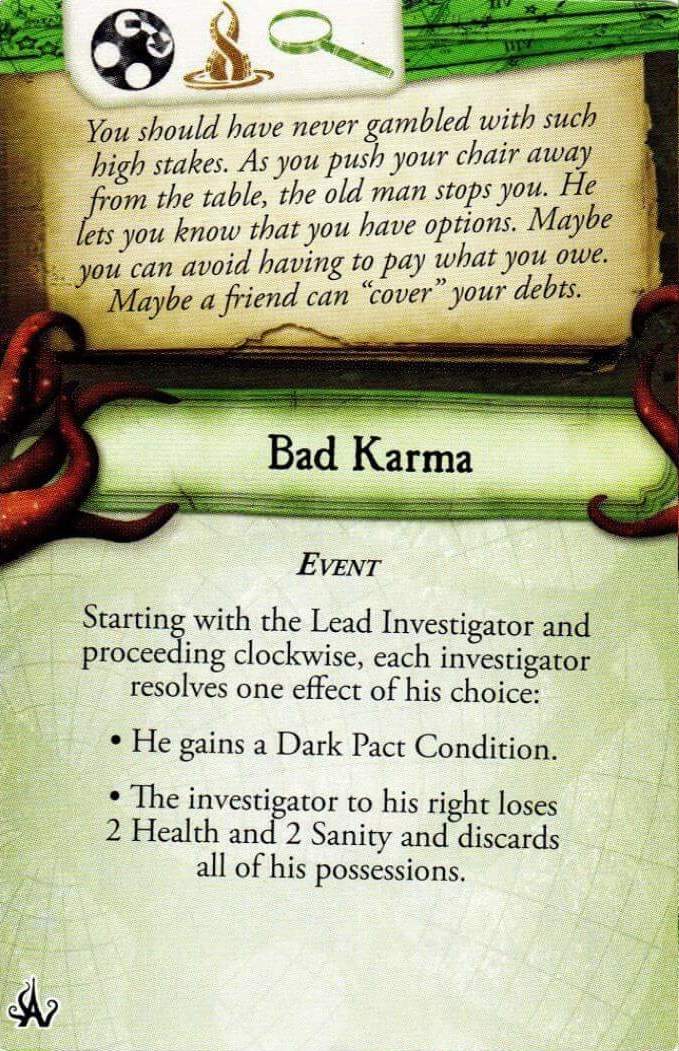 You should have never gambled with such
high stakes. As you push your chair away
from the table, the old man stops you. He
lets you know that you have options. Maybe
you can avoid having to pay what you owe.
Maybe a friend can “cover” your debts.
Bad Karma
Event
Starting with the Lead Investigator and
proceeding clockwise, each investigator
resolves one effect of his choice:
• He gains a Dark Pact Condition.
• The investigator to his right loses
2 Health and 2 Sanity and discards
all of his possessions.